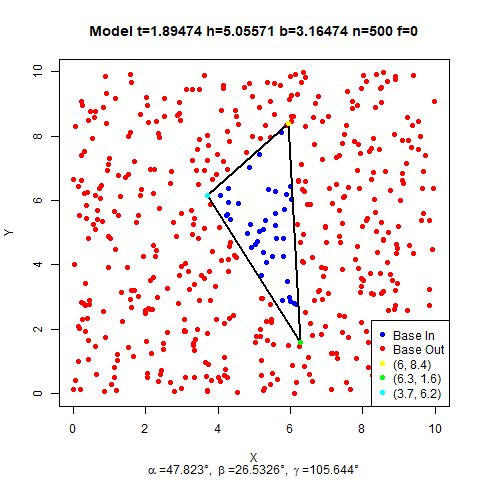 Model t=1.89474 h=5.05571 b=3.16474 n=500 f=0
10
8
6
4
2
0
Y
Base In
Base Out
(6, 8.4)
(6.3, 1.6)
(3.7, 6.2)
0 2 4 6 8 10
X
α=47.823°, β=26.5326°, γ=105.644°